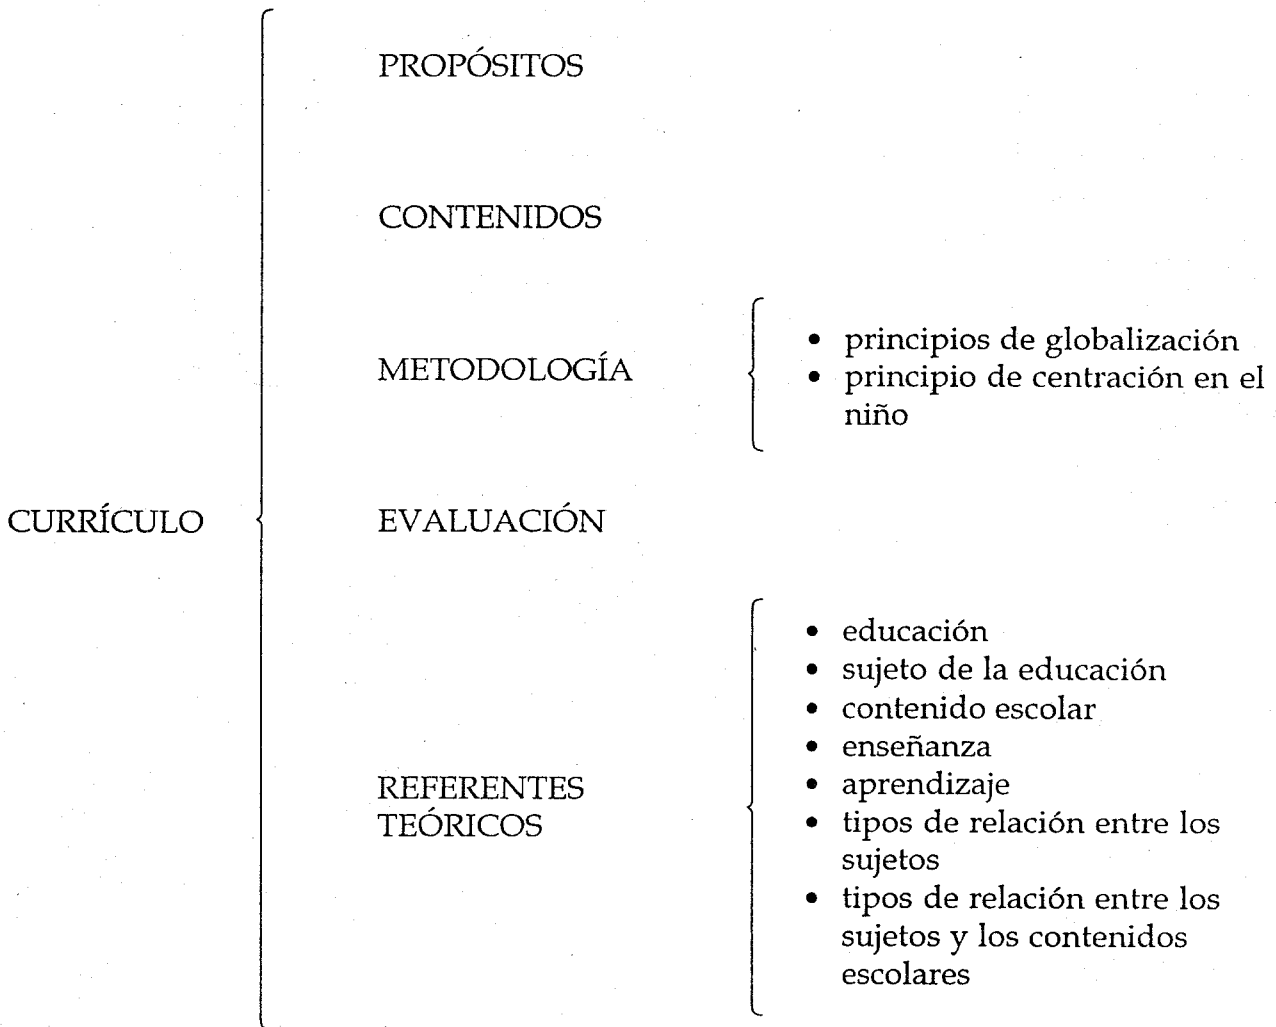 PROPÓSITOS
CONTENIDOS
METODOLOGÍA
• principios de globalización
• principio de centración en el
niño
CURRÍCULO
EVALUACIÓN
REFERENTES
TEÓRICOS
• educación
• sujeto de la educación
• contenido escolar
• enseñanza
• aprendizaje
• tipos de relación entre los
sujetos
• tipos de relación entre los
sujetos y los contenidos
escolares